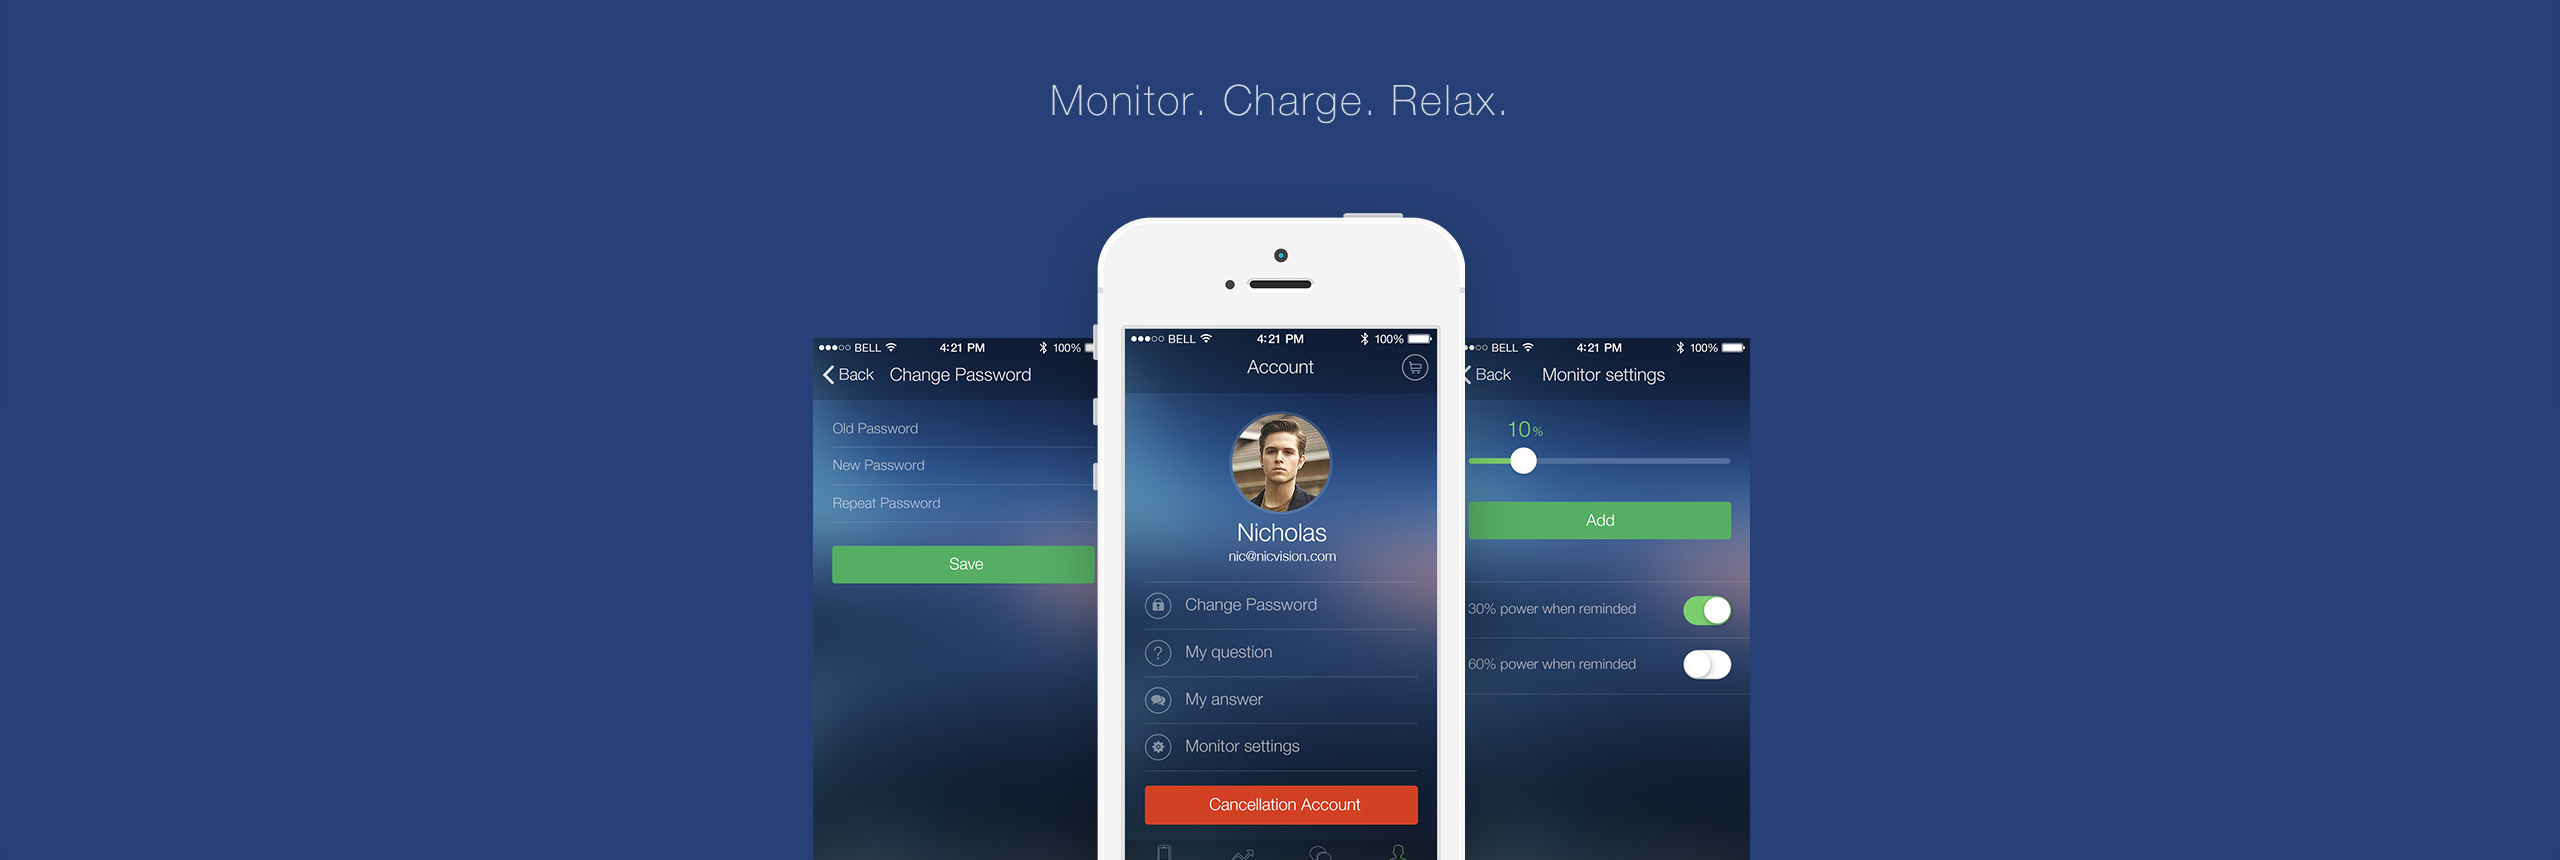 Monitor. Charge. Relax.
BELL 4:21 PM 100%
Back Change Password
Old Password
New Password
Repeat Password
Save
BELL 4:21 PM 100%
Account
Nicholas
nic@nicvision.com
Change Password
My question
My answer
Monitor settings
Cancellation Account
BELL 4:21 PM 100%
Back Monitor settings
10%
Add
30% power when reminded
60% power when reminded